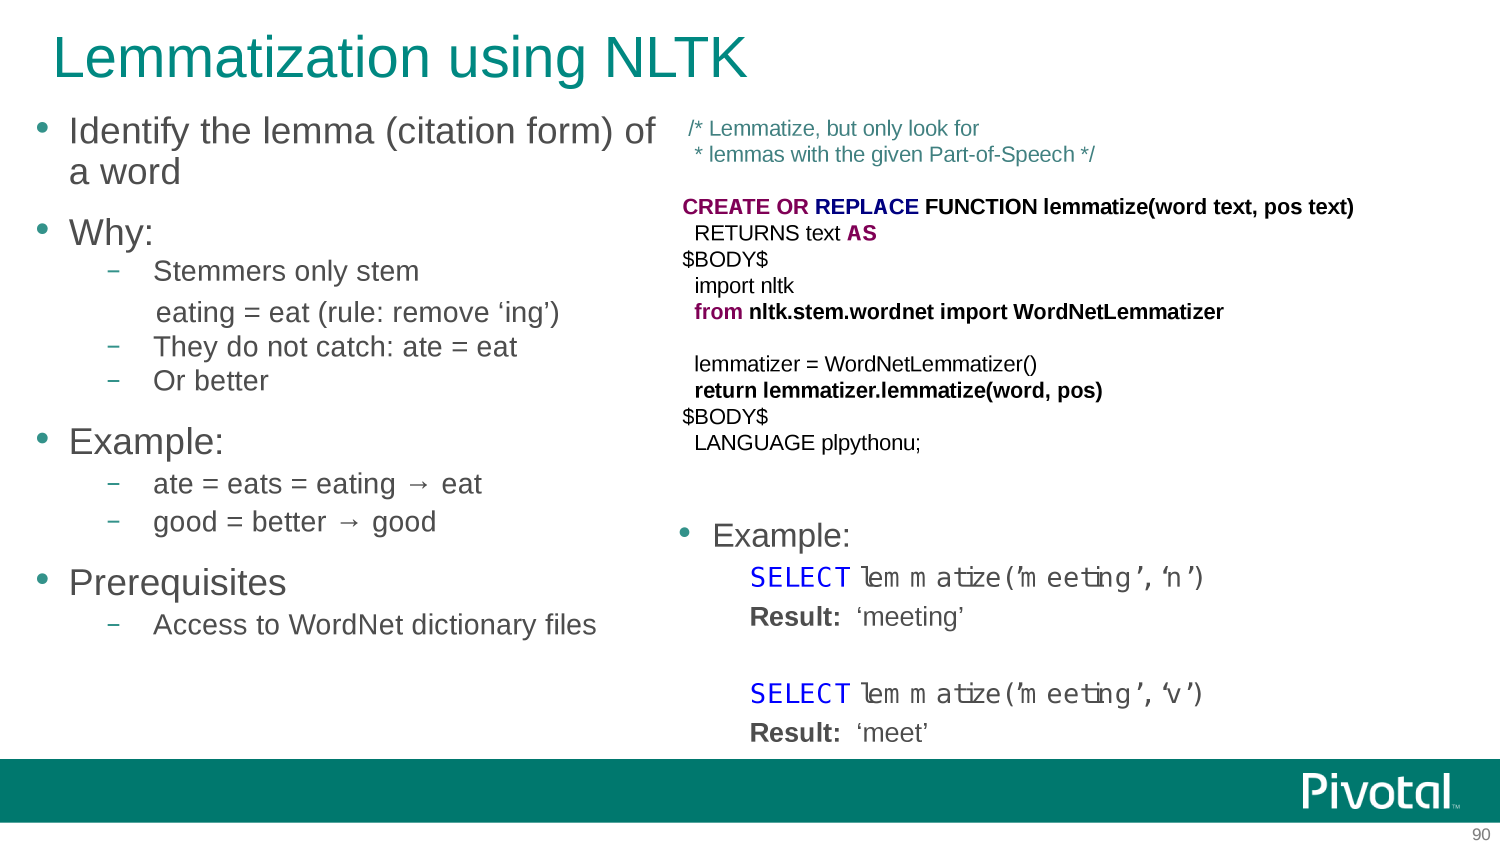 Lemmatization using NLTK
• Identify the lemma (citation form) of
a word
• Why:
– Stemmers only stem
eating = eat (rule: remove ‘ing’)
– They do not catch: ate = eat
– Or better
• Example:
– ate = eats = eating → eat
– good = better → good
• Prerequisites
– Access to WordNet dictionary files
/* Lemmatize, but only look for
* lemmas with the given Part-of-Speech */
CREATE OR REPLACE FUNCTION lemmatize(word text, pos text)
RETURNS text AS
$BODY$
import nltk
from nltk.stem.wordnet import WordNetLemmatizer
lemmatizer = WordNetLemmatizer()
return lemmatizer.lemmatize(word, pos)
$BODY$
LANGUAGE plpythonu;
• Example:
SELECT lemmatize(’meeting’, ‘n’)
Result: ‘meeting’
SELECT lemmatize(’meeting’, ‘v’)
Result: ‘meet’
Pivotal™
90